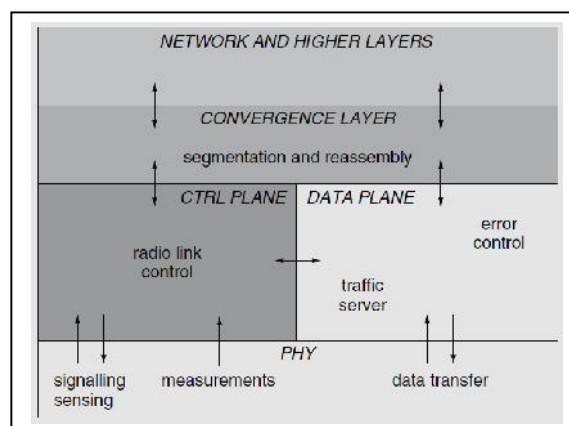 NETWORK AND HIGHER LAYERS
CONVERGENCE LAYER
segmentation and reassembly
CTRL PLANE
DATA PLANE
radio link
control
error
control
traffic
server
PHY
signalling
sensing
measurements
data transfer